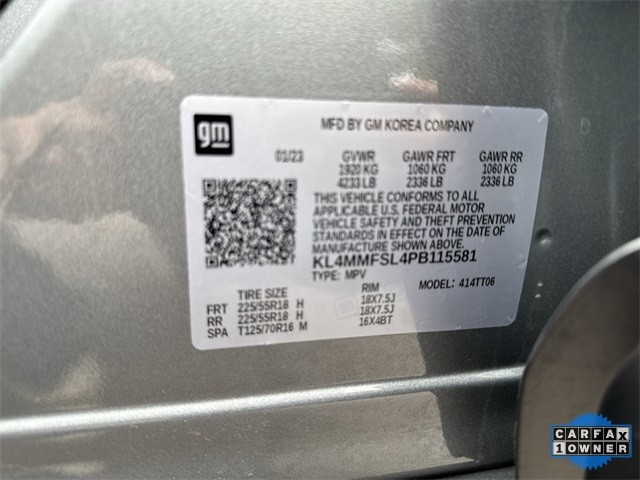 gm
MFD BY GM KOREA COMPANY
01/23 GVWR GAWR FRT GAWR RR
1920 KG 1060 KG 1060 KG
4233 LB 2336 LB 2336 LB
THIS VEHICLE CONFORMS TO ALL
APPLICABLE U.S. FEDERAL MOTOR
VEHICLE SAFETY AND THEFT PREVENTION
STANDARDS IN EFFECT ON THE DATE OF
MANUFACTURE SHOWN ABOVE.
KL4MMFSL4PB115581
TYPE: MPV MODEL: 414TT06
TIRE SIZE RIM
FRT 225/55R18 H 18X7.5J
RR 225/55R18 H 18X7.5J
SPA T125/70R16 M 16X4BT
CARFAX
1 OWNER